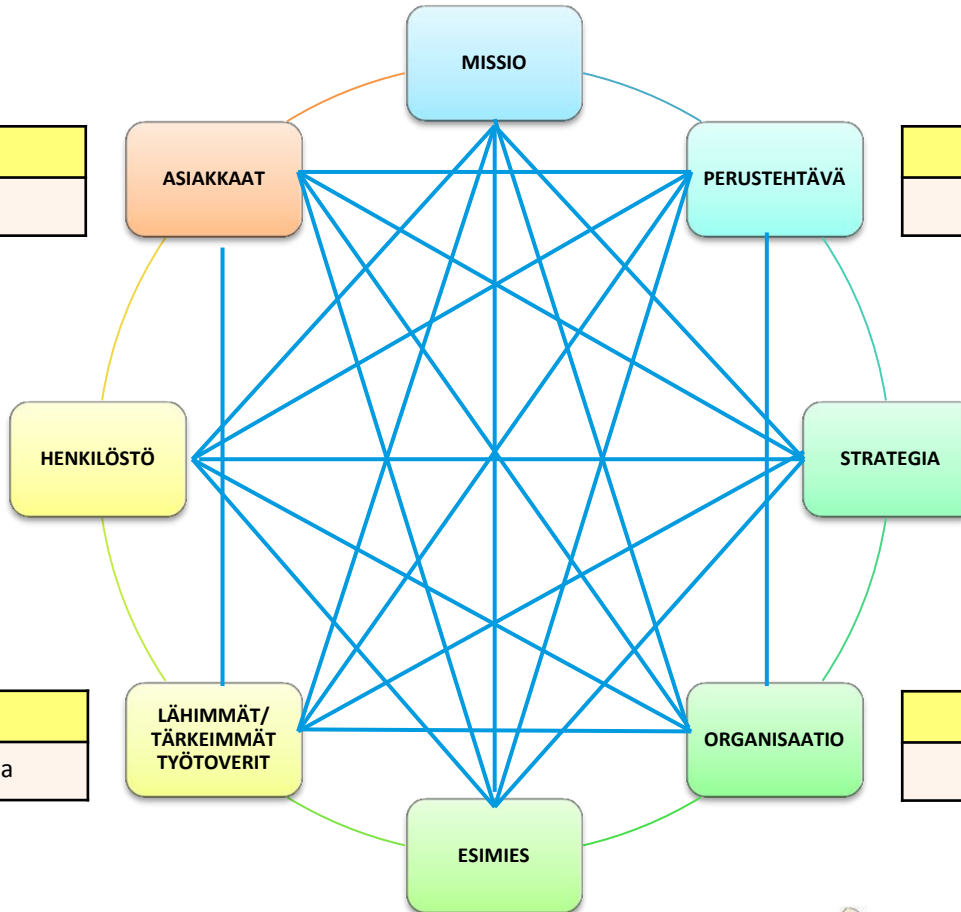 MISSIO
ASIAKKAAT
PERUSTEHTÄVÄ
HENKILÖSTÖ
STRATEGIA
LÄHIMMÄT/
TÄRKEIMMÄT
TYÖTOVERIT
ORGANISAATIO
a
ESIMIES